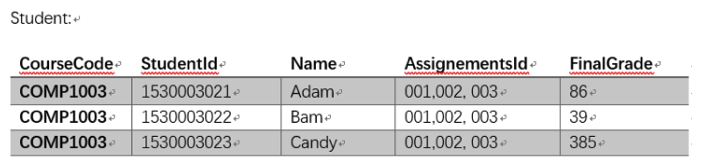 Student:
CourseCode StudentId Name AssignementsId FinalGrade
COMP1003 1530003021 Adam 001,002, 003 86
COMP1003 1530003022 Bam 001,002, 003 39
COMP1003 1530003023 Candy 001,002, 003 385